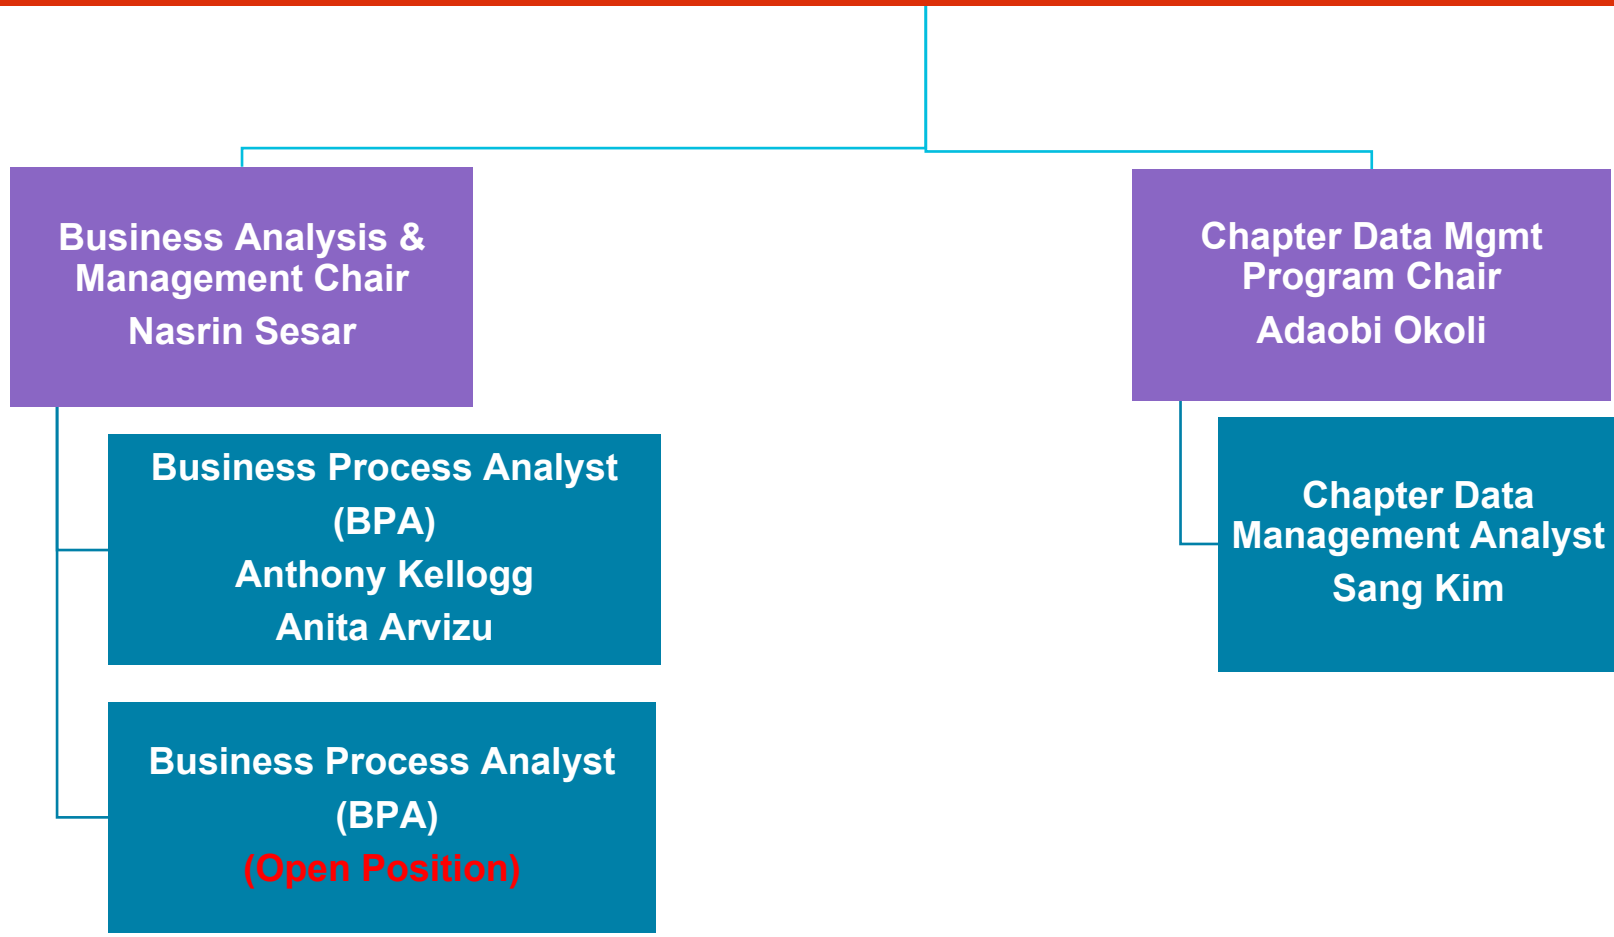 Business Analysis &
Management Chair
Nasrin Sesar
Business Process Analyst
(BPA)
Anthony Kellogg
Anita Arvizu
Business Process Analyst
(BPA)
(Open Position)
Chapter Data Mgmt
Program Chair
Adaobi Okoli
Chapter Data
Management Analyst
Sang Kim